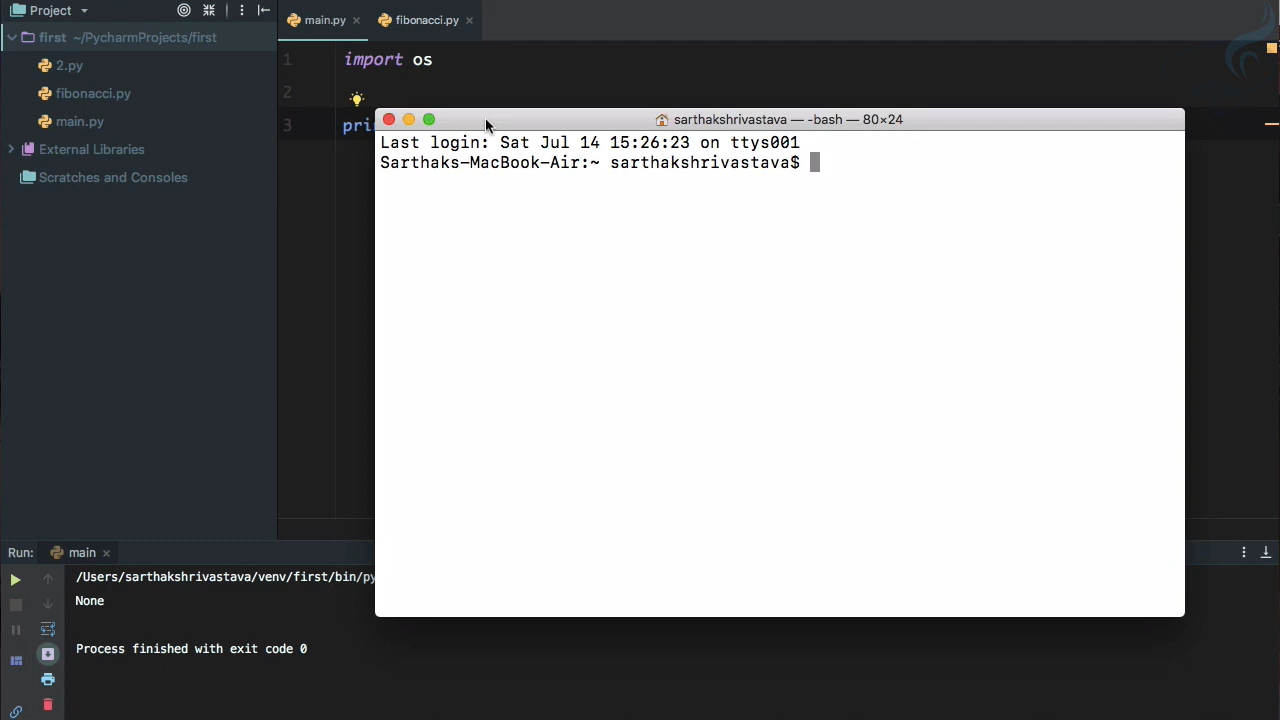 Project
main.py
fibonacci.py
first ~/PycharmProjects/first
2.py
fibonacci.py
main.py
External Libraries
Scratches and Consoles
1 import os
2
3 pri
sarthakshrivastava — -bash — 80×24
Last login: Sat Jul 14 15:26:23 on ttys001
Sarthaks-MacBook-Air:~ sarthakshrivastava$
Run: main
/Users/sarthakshrivastava/venv/first/bin/py
None
Process finished with exit code 0